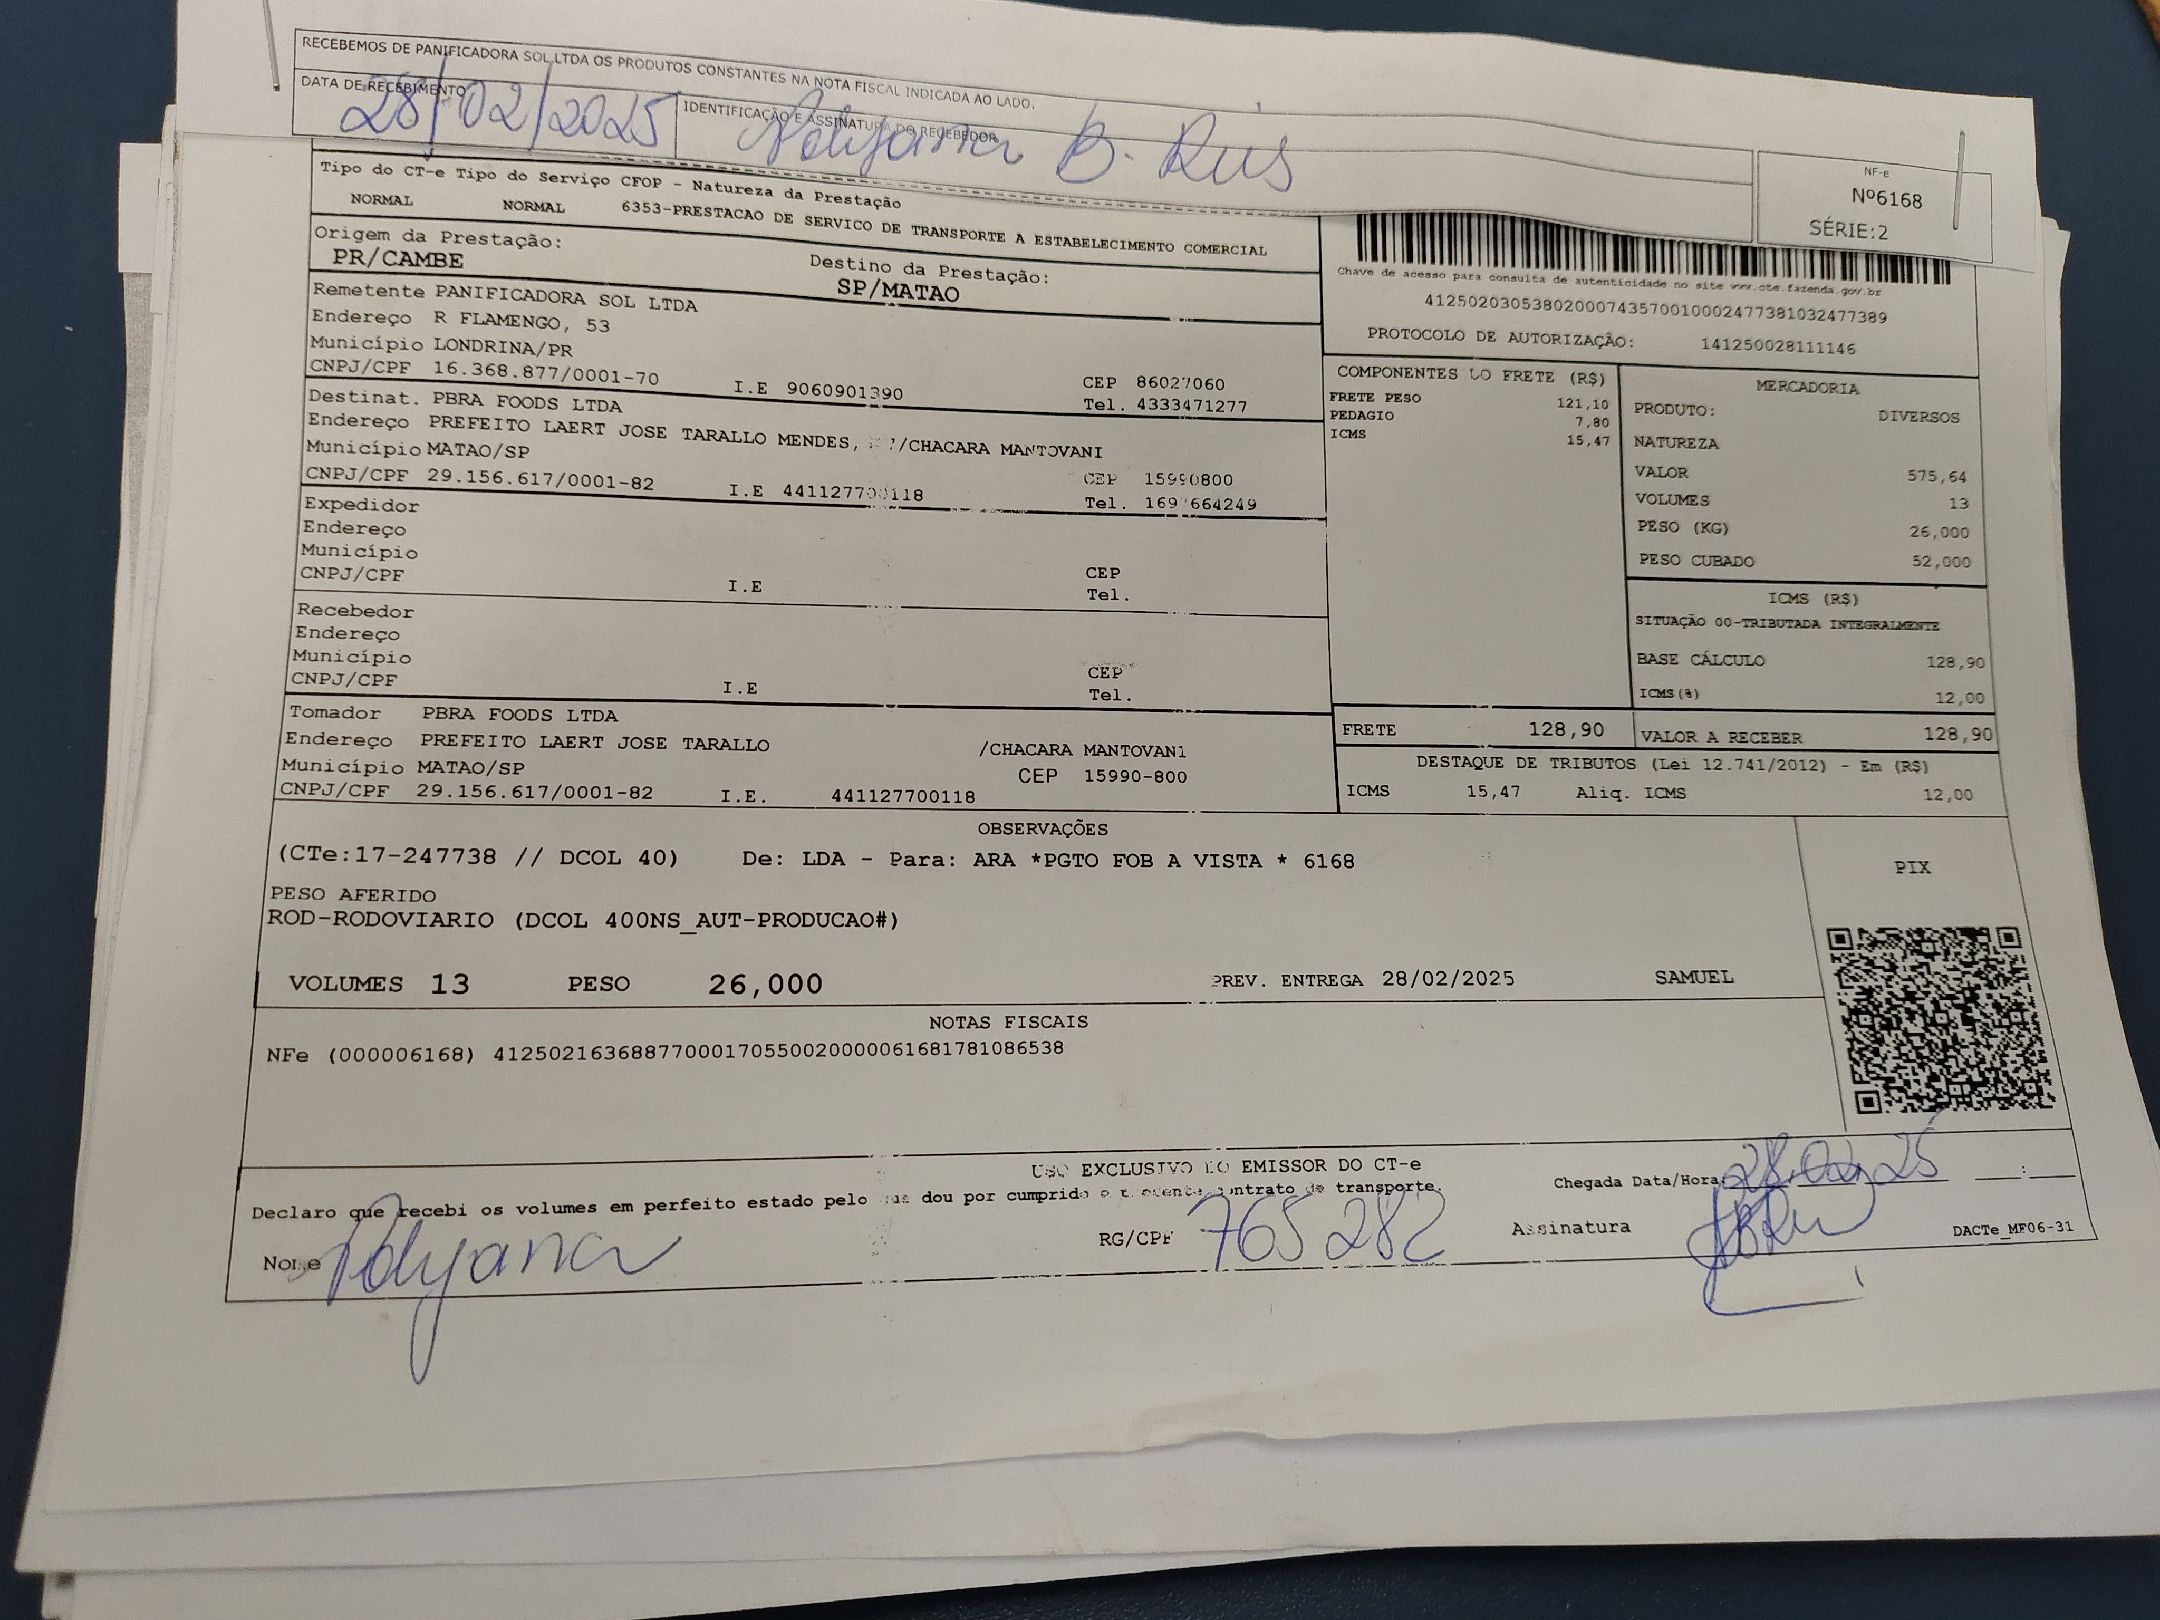 RECEBEMOS DE PANIFICADORA SOL LTDA OS PRODUTOS CONSTANTES NA NOTA FISCAL INDICADA AO LADO.
DATA DE RECEBIMENTO
28/02/2025
IDENTIFICAÇÃO E ASSINATURA DO RECEBEDOR
Polyana B.
NF-e
Nº6168
SÉRIE:2
Tipo do CT-e Tipo do Serviço CFOP - Natureza da Prestação
NORMAL NORMAL 6353-PRESTACAO DE SERVICO DE TRANSPORTE A ESTABELECIMENTO COMERCIAL
Origem da Prestação:
PR/CAMBE
Destino da Prestação:
SP/MATAO
Chave de acesso para consulta de autenticidade no site www.cte.fazenda.gov.br
41250203053802000743570010002477381032477389
PROTOCOLO DE AUTORIZAÇÃO: 141250028111146
Remetente PANIFICADORA SOL LTDA
Endereço R FLAMENGO, 53
Município LONDRINA/PR
CNPJ/CPF 16.368.877/0001-70 I.E 9060901390
CEP 86027060
Tel. 4333471277
Destinat. PBRA FOODS LTDA
Endereço PREFEITO LAERT JOSE TARALLO MENDES, /CHACARA MANTOVANI
Município MATAO/SP
CNPJ/CPF 29.156.617/0001-82 I.E 441127700118
CEP 15990800
Tel.
Expedidor
Endereço
Município
CNPJ/CPF I.E
CEP
Tel.
Recebedor
Endereço
Município
CNPJ/CPF I.E
CEP
Tel.
Tomador PBRA FOODS LTDA
Endereço PREFEITO LAERT JOSE TARALLO /CHACARA MANTOVANI
Município MATAO/SP CEP 15990-800
CNPJ/CPF 29.156.617/0001-82 I.E. 441127700118
COMPONENTES DO FRETE (R$)
FRETE PESO 121,10
PEDAGIO 7,80
ICMS 15,47
MERCADORIA
PRODUTO: DIVERSOS
NATUREZA
VALOR 575,64
VOLUMES 13
PESO (KG) 26,000
PESO CUBADO 52,000
ICMS (R$)
SITUAÇÃO 00-TRIBUTADA INTEGRALMENTE
BASE CÁLCULO 128,90
ICMS(%) 12,00
FRETE 128,90 VALOR A RECEBER 128,90
DESTAQUE DE TRIBUTOS (Lei 12.741/2012) - Em (R$)
ICMS 15,47 Aliq. ICMS 12,00
OBSERVAÇÕES
(CTe:17-247738 // DCOL 40) De: LDA - Para: ARA *PGTO FOB A VISTA * 6168
PESO AFERIDO
ROD-RODOVIARIO (DCOL 400NS_AUT-PRODUCAO#)
VOLUMES 13 PESO 26,000 PREV. ENTREGA 28/02/2025 SAMUEL
PIX
NOTAS FISCAIS
NFe (000006168) 41250216368877000170550020000061681781086538
USO EXCLUSIVO DO EMISSOR DO CT-e
Declaro que recebi os volumes em perfeito estado pelo que dou por cumprido o presente contrato de transporte.
Chegada Data/Hora 28.02.25 :
Nome Polyana RG/CPF 765282 Assinatura
DACTe_MF06-31